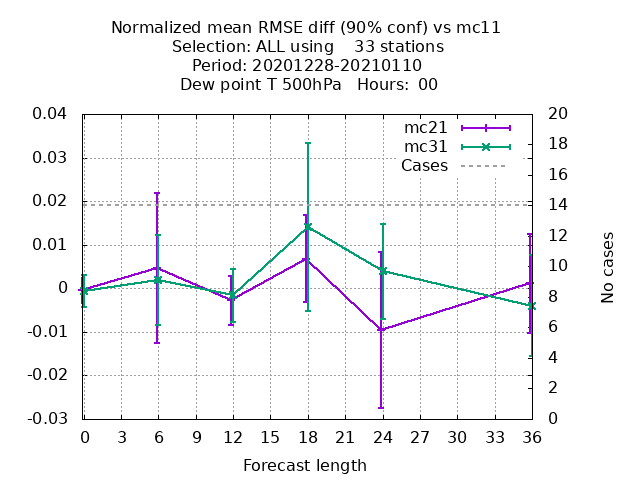 Normalized mean RMSE diff (90% conf) vs mc11
Selection: ALL using    33 stations
Period: 20201228-20210110
Dew point T 500hPa   Hours:  00
0.04
0.03
0.02
0.01
0
-0.01
-0.02
-0.03
mc21
mc31
Cases
20
18
16
14
12
10
8
6
4
2
0
No cases
0 3 6 9 12 15 18 21 24 27 30 33 36
Forecast length